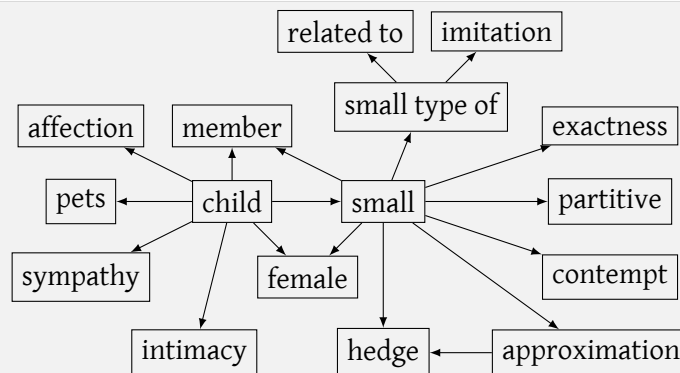 related to
imitation
small type of
affection
member
exactness
pets
child
small
partitive
sympathy
female
contempt
intimacy
hedge
approximation